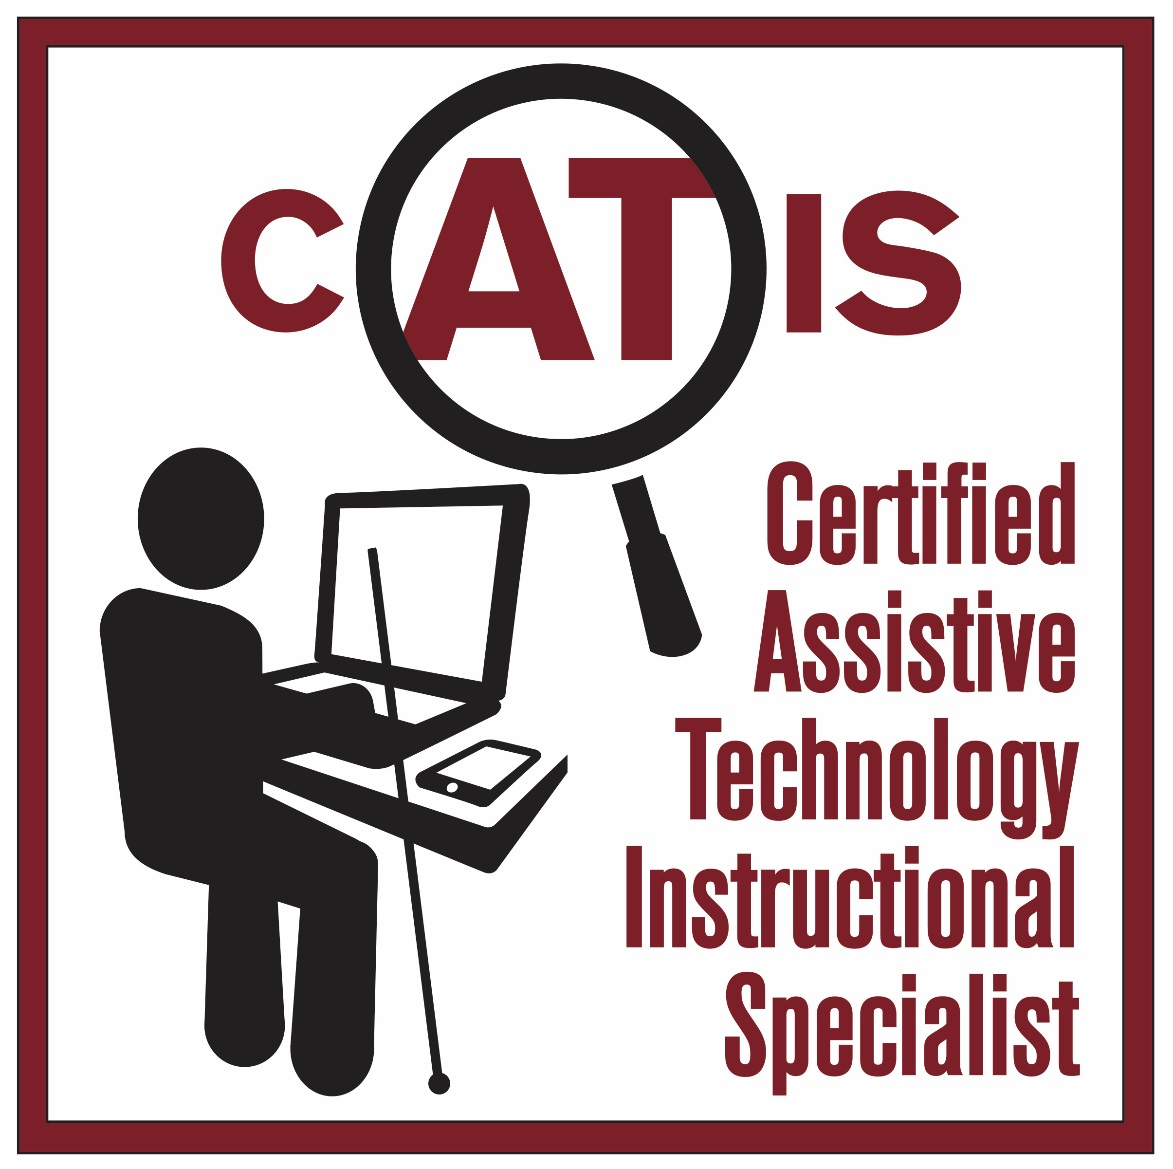 CATIS
Certified
Assistive
Technology
Instructional
Specialist